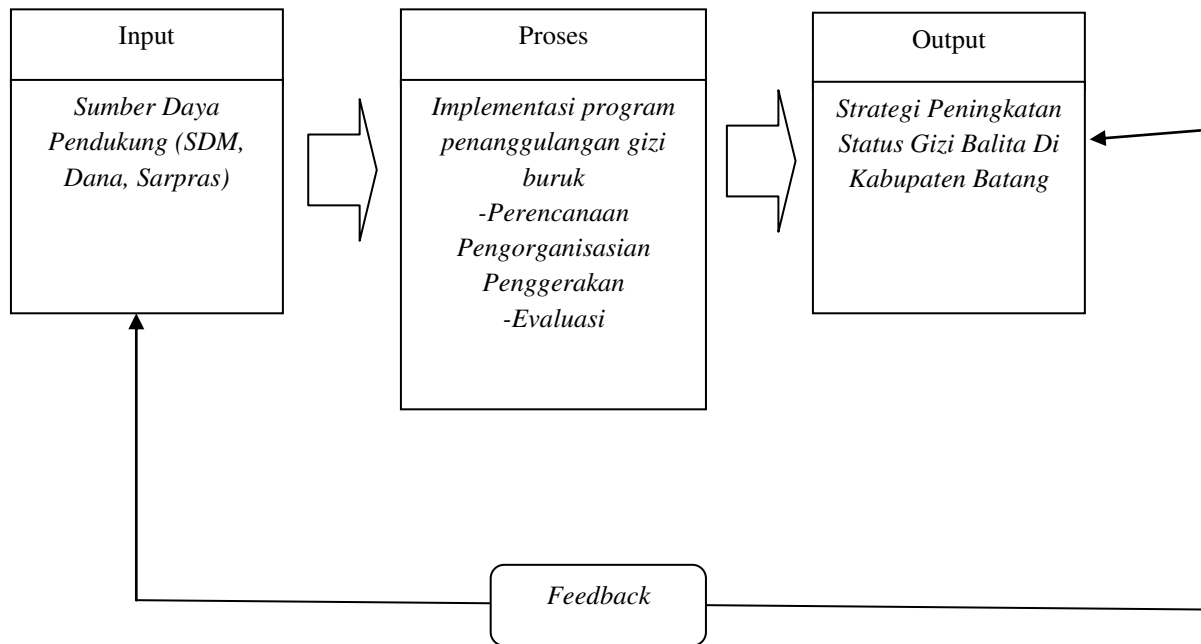 Input
Sumber Daya
Pendukung (SDM,
Dana, Sarpras)
Proses
Implementasi program
penanggulangan gizi
buruk
-Perencanaan
Pengorganisasian
Penggerakan
-Evaluasi
Output
Strategi Peningkatan
Status Gizi Balita Di
Kabupaten Batang
Feedback